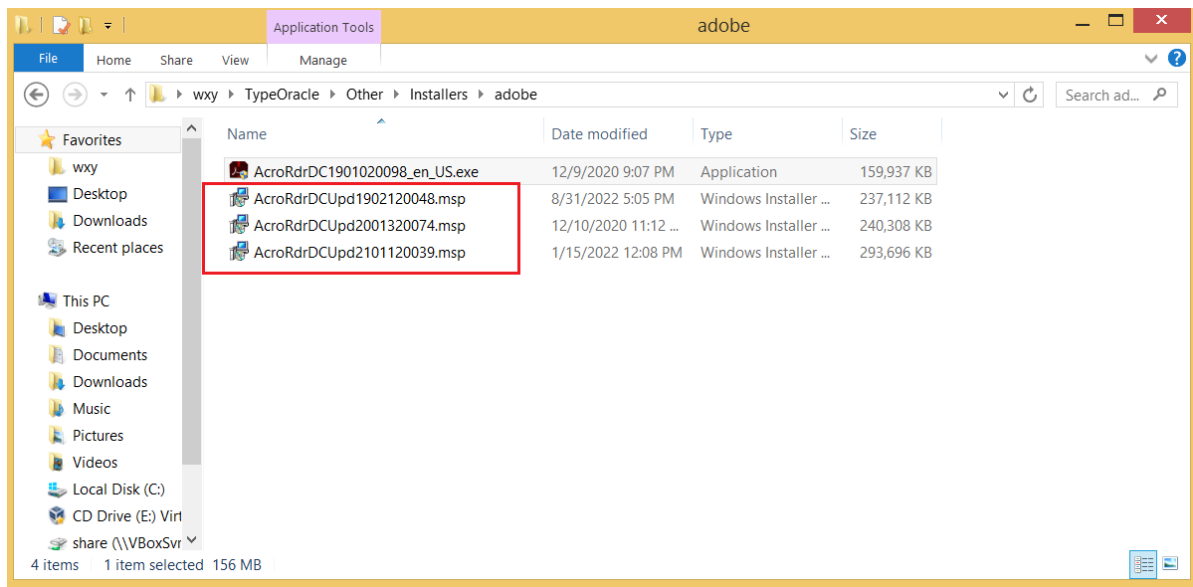 Application Tools
adobe
File Home Share View Manage
wxy TypeOracle Other Installers adobe Search ad...
Name Date modified Type Size
Favorites
wxy
Desktop
Downloads
Recent places
This PC
Desktop
Documents
Downloads
Music
Pictures
Videos
Local Disk (C:)
CD Drive (E:) Virt
share (\\VBoxSvr
AcroRdrDC1901020098_en_US.exe 12/9/2020 9:07 PM Application 159,937 KB
AcroRdrDCUpd1902120048.msp 8/31/2022 5:05 PM Windows Installer ... 237,112 KB
AcroRdrDCUpd2001320074.msp 12/10/2020 11:12 ... Windows Installer ... 240,308 KB
AcroRdrDCUpd2101120039.msp 1/15/2022 12:08 PM Windows Installer ... 293,696 KB
4 items 1 item selected 156 MB